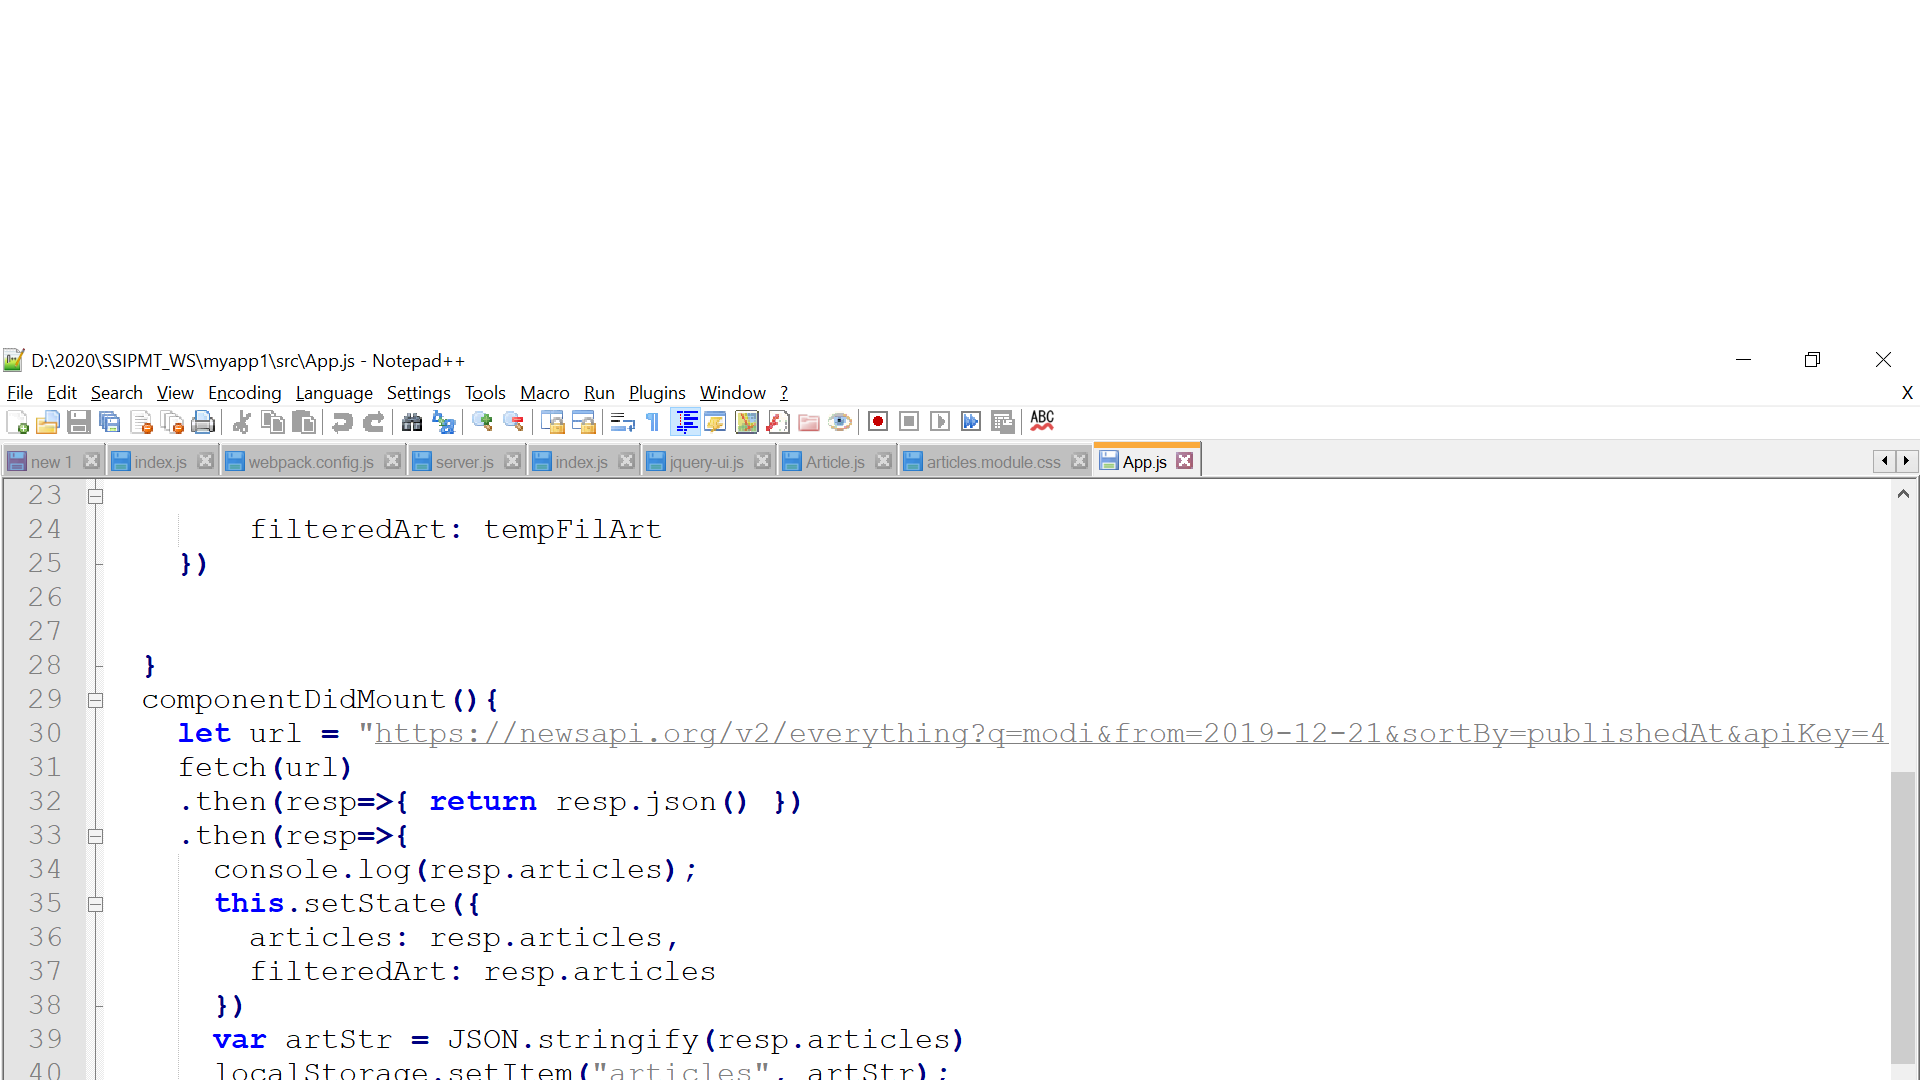 D:\2020\SSIPMT_WS\myapp1\src\App.js - Notepad++
File Edit Search View Encoding Language Settings Tools Macro Run Plugins Window ? X
ABC
new 1 index.js webpack.config.js server.js index.js jquery-ui.js Article.js articles.module.css App.js
23
24 filteredArt: tempFilArt
25 })
26
27
28 }
29 componentDidMount(){
30 let url = "https://newsapi.org/v2/everything?q=modi&from=2019-12-21&sortBy=publishedAt&apiKey=4
31 fetch(url)
32 .then(resp=>{ return resp.json() })
33 .then(resp=>{
34 console.log(resp.articles);
35 this.setState({
36 articles: resp.articles,
37 filteredArt: resp.articles
38 })
39 var artStr = JSON.stringify(resp.articles)
40 localStorage.setItem("articles", artStr);